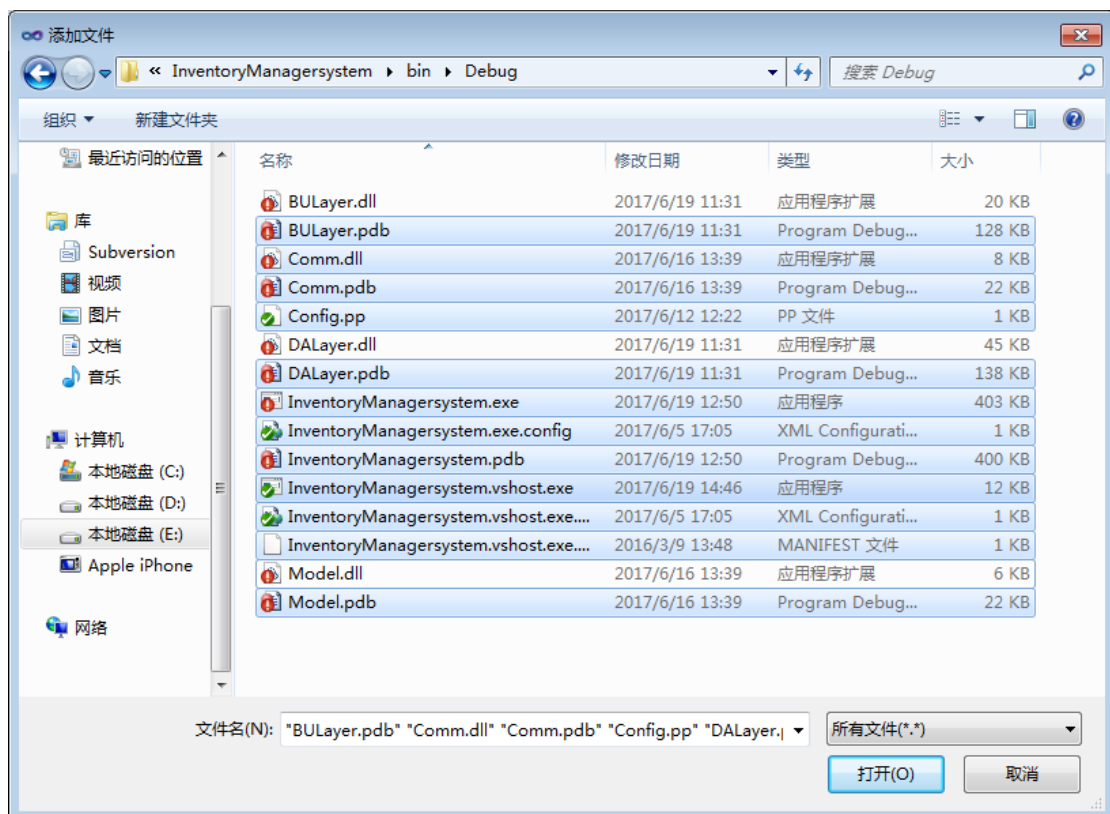 添加文件
« InventoryManagersystem ▸ bin ▸ Debug
搜索 Debug
组织 新建文件夹
最近访问的位置
库
Subversion
视频
图片
文档
音乐
计算机
本地磁盘 (C:)
本地磁盘 (D:)
本地磁盘 (E:)
Apple iPhone
网络
名称 修改日期 类型 大小
BULayer.dll 2017/6/19 11:31 应用程序扩展 20 KB
BULayer.pdb 2017/6/19 11:31 Program Debug... 128 KB
Comm.dll 2017/6/16 13:39 应用程序扩展 8 KB
Comm.pdb 2017/6/16 13:39 Program Debug... 22 KB
Config.pp 2017/6/12 12:22 PP 文件 1 KB
DALayer.dll 2017/6/19 11:31 应用程序扩展 45 KB
DALayer.pdb 2017/6/19 11:31 Program Debug... 138 KB
InventoryManagersystem.exe 2017/6/19 12:50 应用程序 403 KB
InventoryManagersystem.exe.config 2017/6/5 17:05 XML Configurati... 1 KB
InventoryManagersystem.pdb 2017/6/19 12:50 Program Debug... 400 KB
InventoryManagersystem.vshost.exe 2017/6/19 14:46 应用程序 12 KB
InventoryManagersystem.vshost.exe.... 2017/6/5 17:05 XML Configurati... 1 KB
InventoryManagersystem.vshost.exe.... 2016/3/9 13:48 MANIFEST 文件 1 KB
Model.dll 2017/6/16 13:39 应用程序扩展 6 KB
Model.pdb 2017/6/16 13:39 Program Debug... 22 KB
文件名(N): "BULayer.pdb" "Comm.dll" "Comm.pdb" "Config.pp" "DALayer.p 所有文件(*.*)
打开(O) 取消